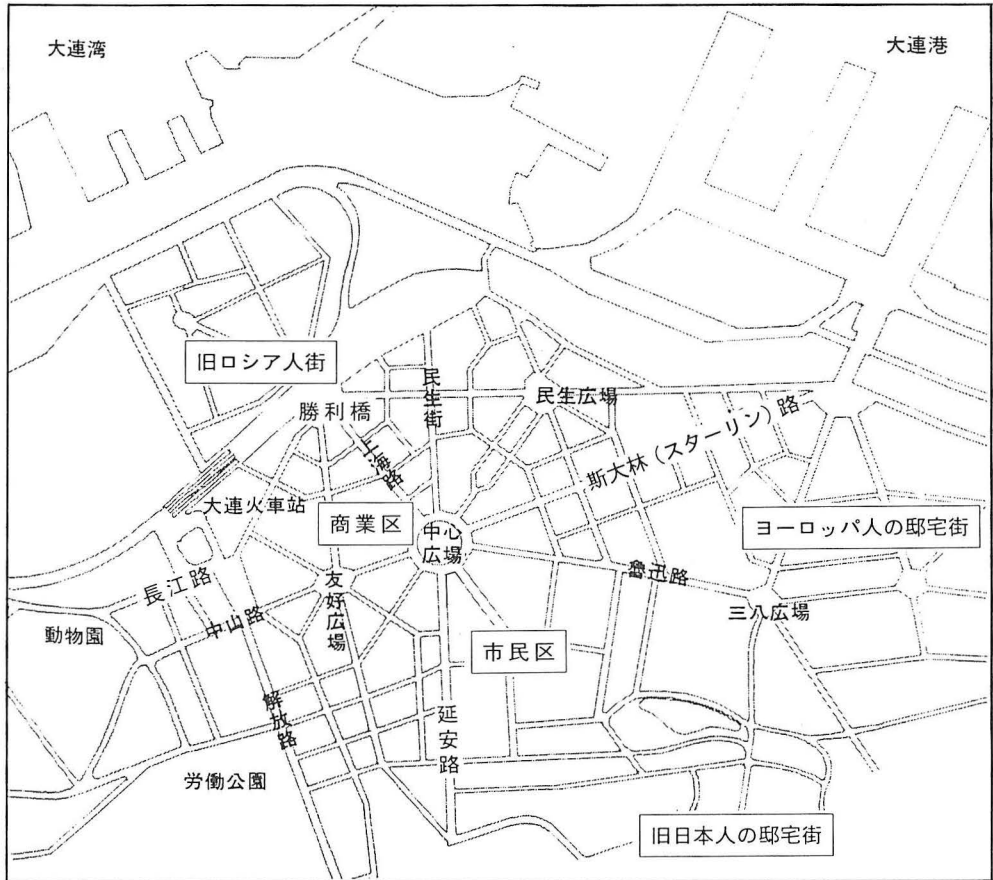 大連湾
大連港
旧ロシア人街
民生街
民生広場
勝利橋
斯大林(スターリン)路
上海路
大連火車站
商業区
中心広場
ヨーロッパ人の邸宅街
長江路
友好広場
魯迅路
中山路
三八広場
動物園
市民区
解放路
延安路
労働公園
旧日本人の邸宅街